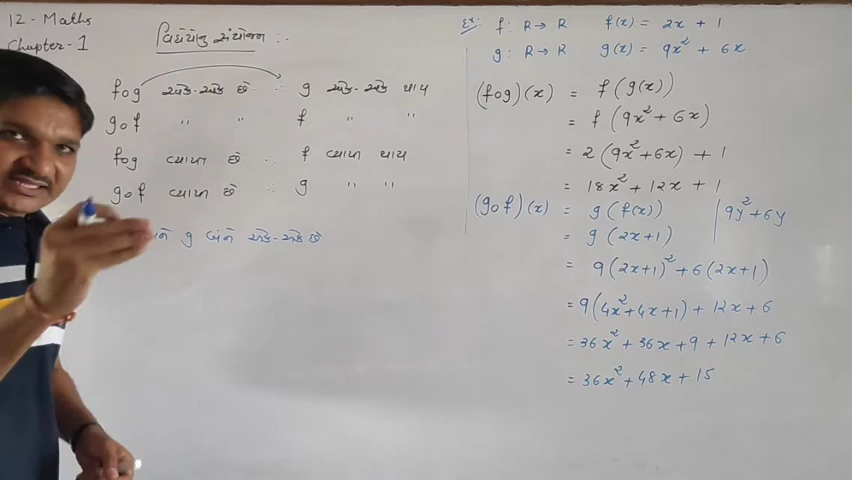 12 - Maths
Chapter - 1
વિધેયોનું સંયોજન :-
fog એક-એક છે ∴ g એક-એક થાય
gof " " f " "
fog વ્યાપ્ત છે ∴ f વ્યાપ્ત થાય
gof વ્યાપ્ત છે ∴ g " "
ને g બંને એક-એક છે
Ex: f: R→R f(x) = 2x + 1
g: R→R g(x) = 9x² + 6x
(fog)(x) = f(g(x))
= f(9x² + 6x)
= 2(9x² + 6x) + 1
= 18x² + 12x + 1
(gof)(x) = g(f(x)) | 9y² + 6y
= g(2x+1)
= 9(2x+1)² + 6(2x+1)
= 9(4x² + 4x + 1) + 12x + 6
= 36x² + 36x + 9 + 12x + 6
= 36x² + 48x + 15